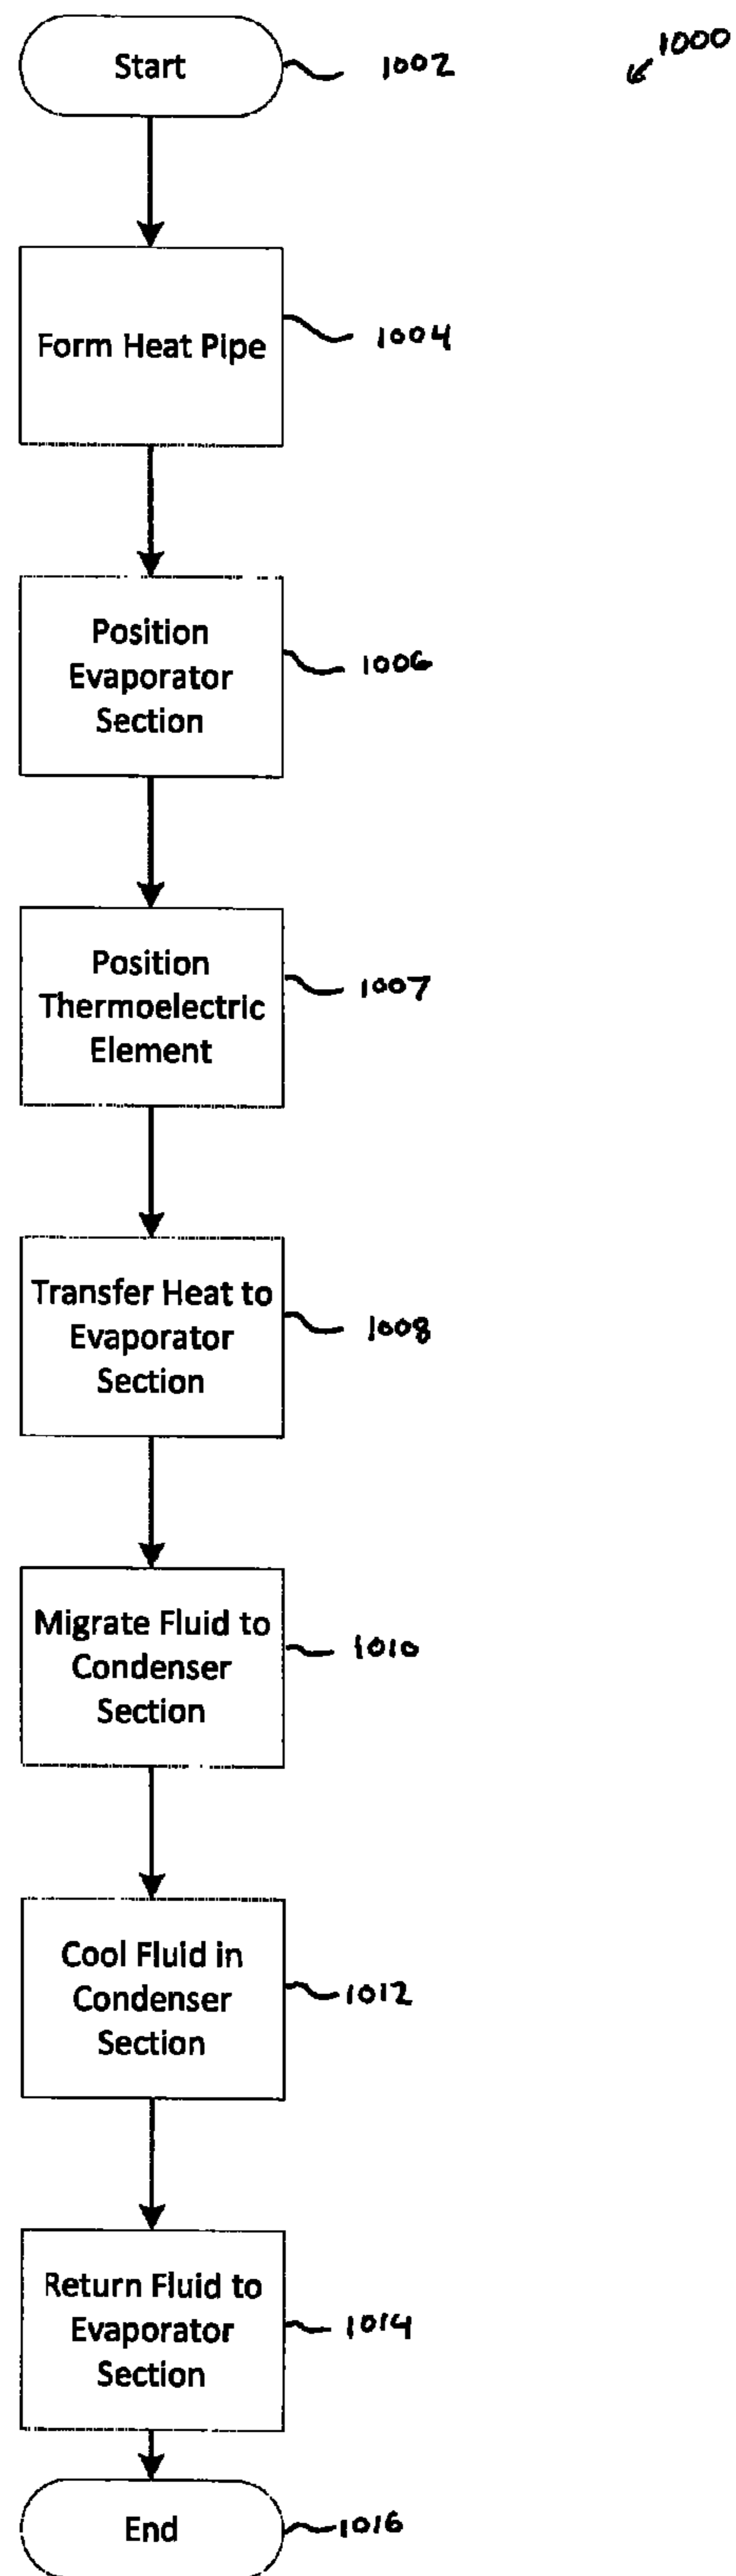 Start
1002
1000
Form Heat Pipe
1004
Position
Evaporator
Section
1006
Position
Thermoelectric
Element
1007
Transfer Heat to
Evaporator
Section
1008
Migrate Fluid to
Condenser
Section
1010
Cool Fluid in
Condenser
Section
1012
Return Fluid to
Evaporator
Section
1014
End
1016